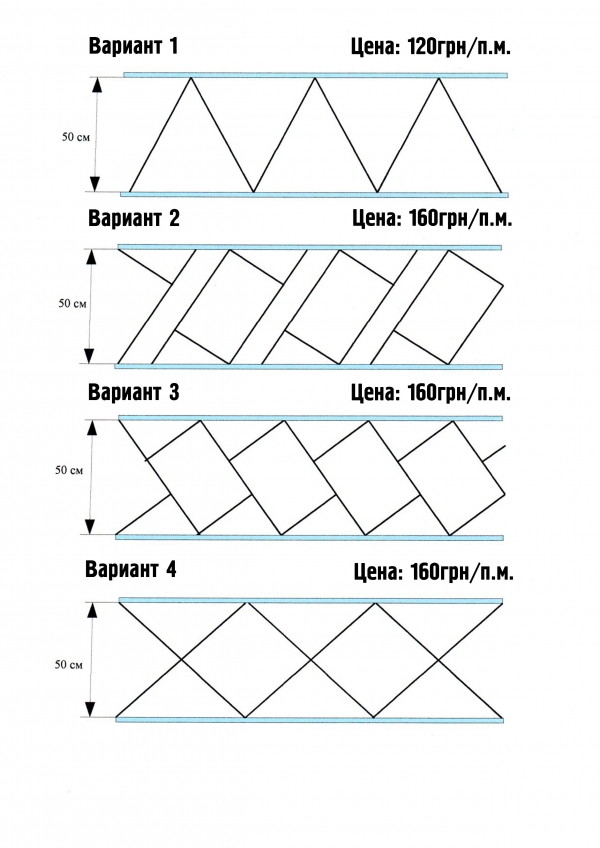 Вариант 1 Цена: 120грн/п.м.
50 см
Вариант 2 Цена: 160грн/п.м.
50 см
Вариант 3 Цена: 160грн/п.м.
50 см
Вариант 4 Цена: 160грн/п.м.
50 см